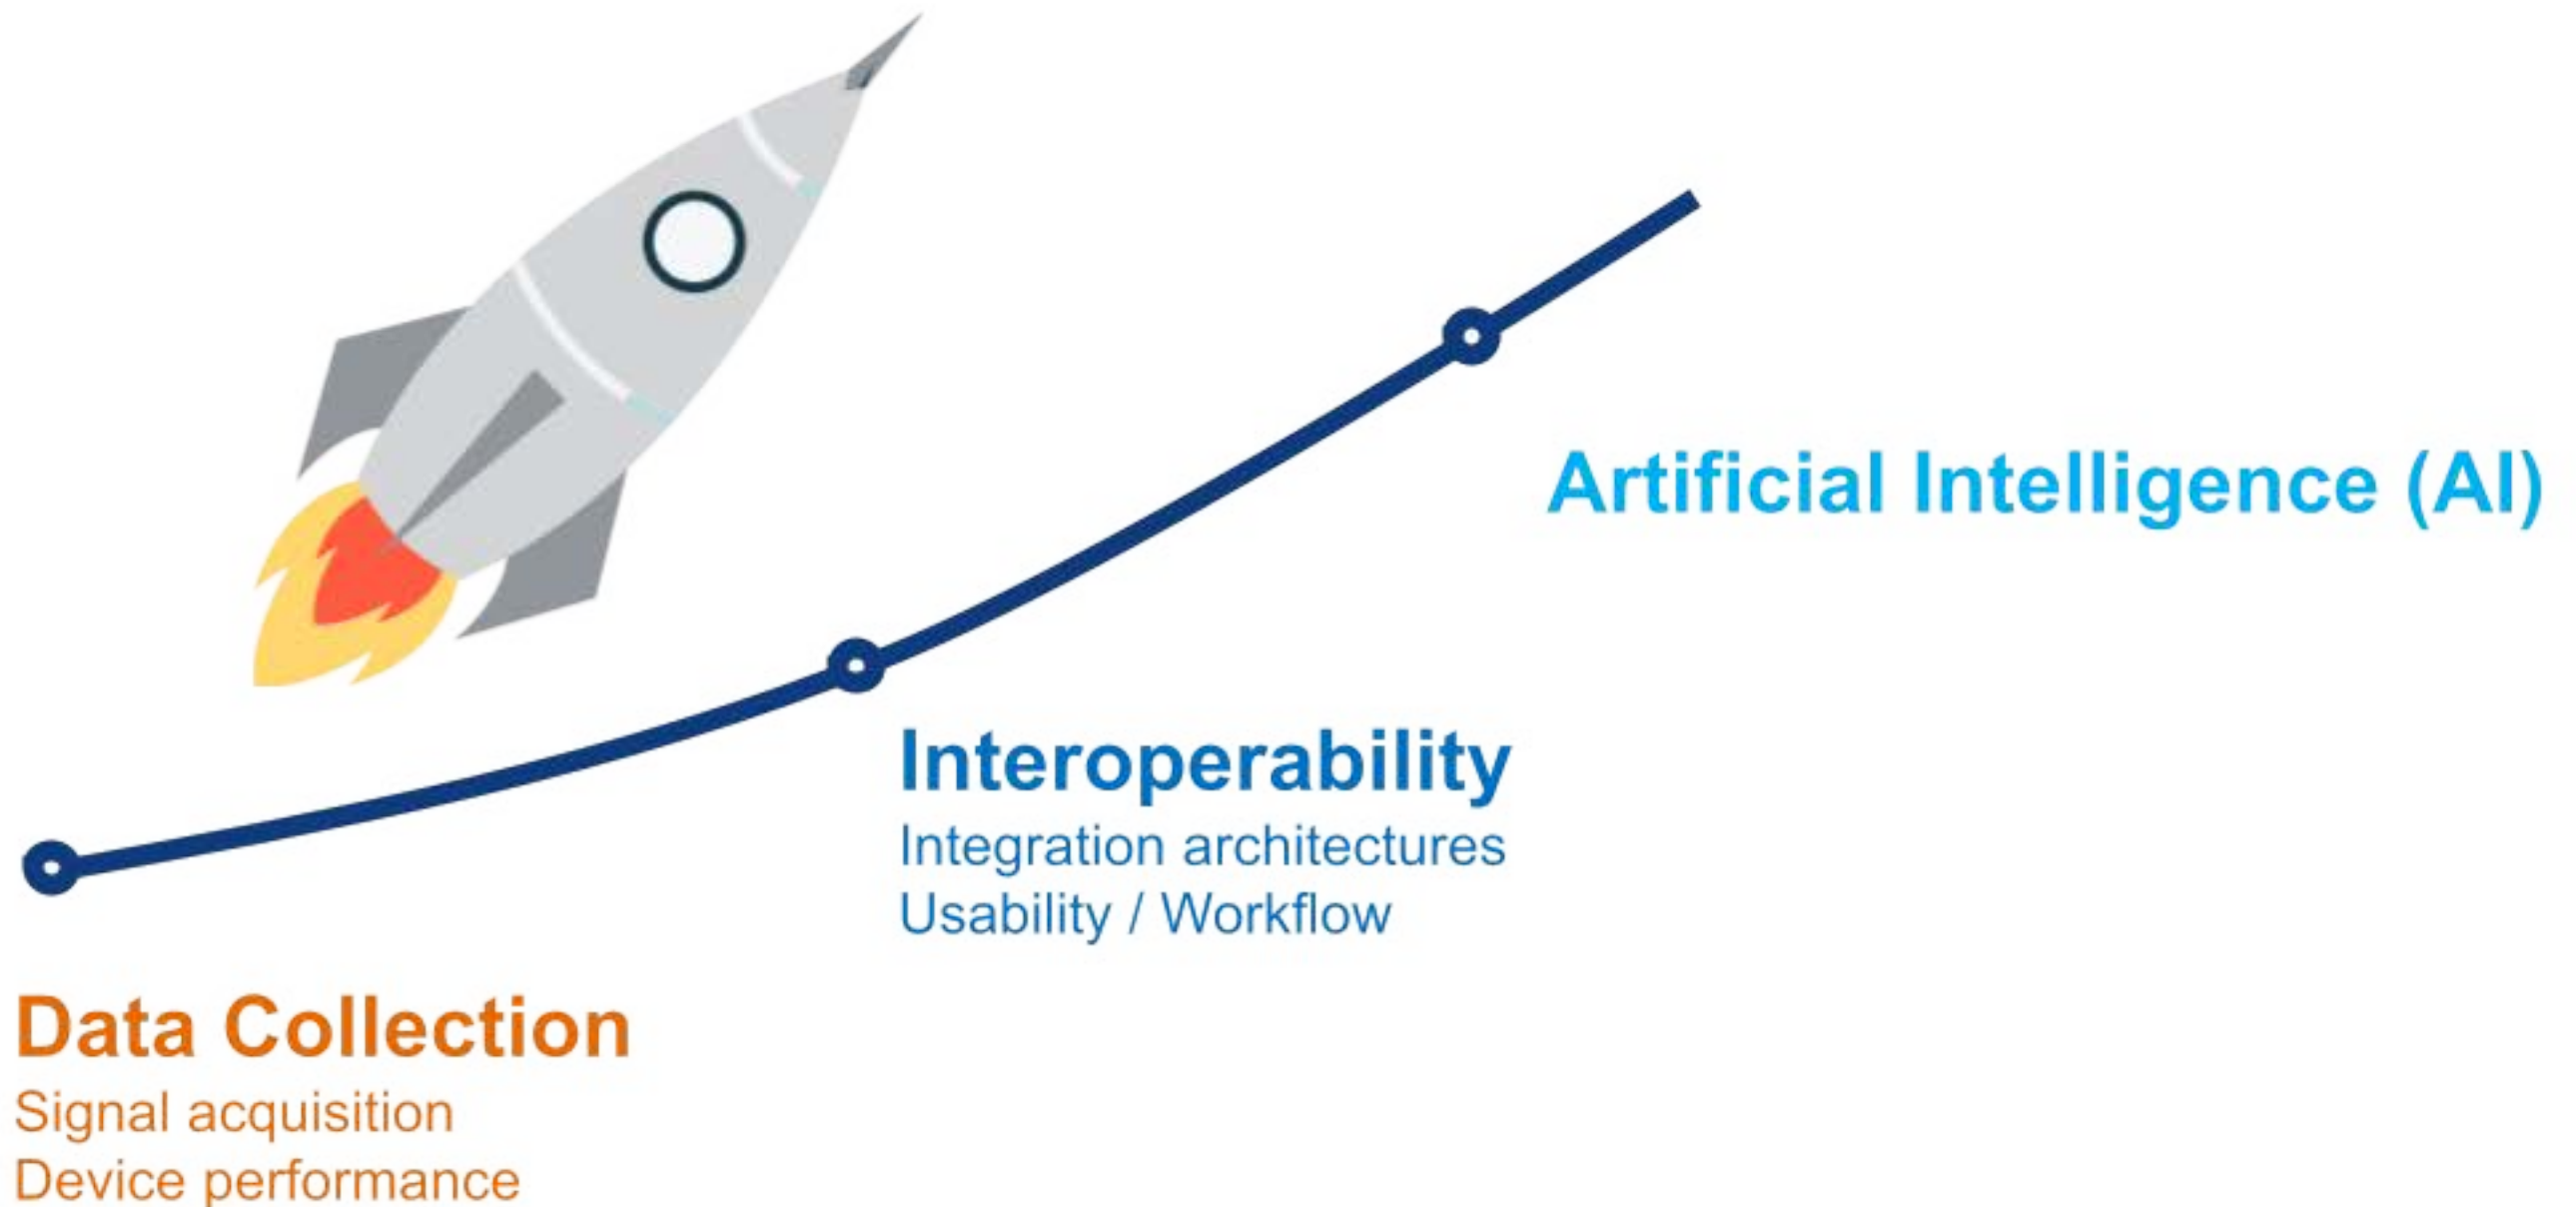 Artificial Intelligence (AI)
Interoperability
Integration architectures
Usability / Workflow
Data Collection
Signal acquisition
Device performance